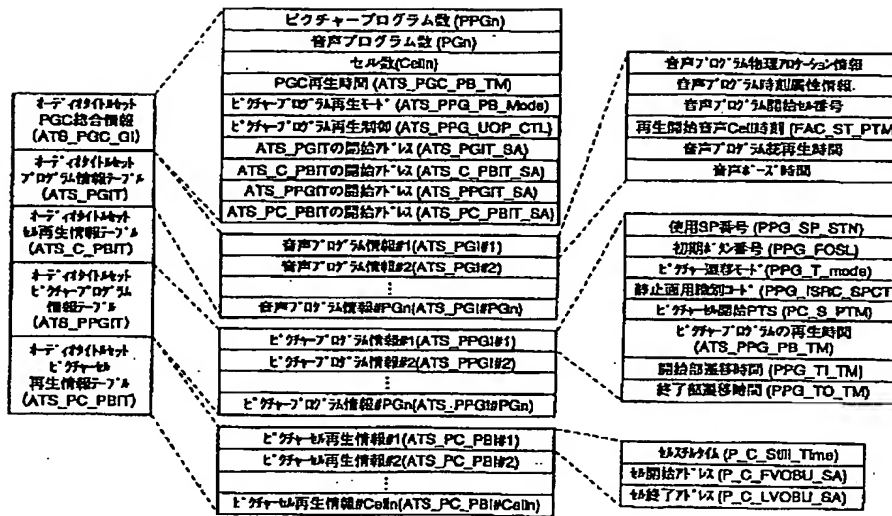 オーディオタイトルセット
PGC総合情報
(ATS_PGC_GI)
オーディオタイトルセット
プログラム情報テーブル
(ATS_PGIT)
オーディオタイトルセット
セル再生情報テーブル
(ATS_C_PBIT)
オーディオタイトルセット
ピクチャープログラム
情報テーブル
(ATS_PPGIT)
オーディオタイトルセット
ピクチャーセル
再生情報テーブル
(ATS_PC_PBIT)
ピクチャープログラム数 (PPGn)
音声プログラム数 (PGn)
セル数(Celln)
PGC再生時間 (ATS_PGC_PB_TM)
ピクチャープログラム再生モード (ATS_PPG_PB_Mode)
ピクチャープログラム再生制御 (ATS_PPG_UOP_CTL)
ATS_PGITの開始アドレス (ATS_PGIT_SA)
ATS_C_PBITの開始アドレス (ATS_C_PBIT_SA)
ATS_PPGITの開始アドレス (ATS_PPGIT_SA)
ATS_PC_PBITの開始アドレス (ATS_PC_PBIT_SA)
音声プログラム情報#1(ATS_PGI#1)
音声プログラム情報#2(ATS_PGI#2)
⋮
音声プログラム情報#PGn(ATS_PGI#PGn)
ピクチャープログラム情報#1(ATS_PPGI#1)
ピクチャープログラム情報#2(ATS_PPGI#2)
⋮
ピクチャープログラム情報#PGn(ATS_PPGI#PGn)
ピクチャーセル再生情報#1(ATS_PC_PBI#1)
ピクチャーセル再生情報#2(ATS_PC_PBI#2)
⋮
ピクチャーセル再生情報#Celln(ATS_PC_PBI#Celln)
音声プログラム物理アロケーション情報
音声プログラム時刻属性情報
音声プログラム開始セル番号
再生開始音声Cell時刻 (FAC_ST_PTM
音声プログラム総再生時間
音声ポーズ時間
使用SP番号 (PPG_SP_STN)
初期ボタン番号 (PPG_FOSL)
ピクチャー遷移モード(PPG_T_mode)
静止画用識別コード (PPG_ISRC_SPCT
ピクチャーセル開始PTS (PC_S_PTM)
ピクチャープログラムの再生時間
(ATS_PPG_PB_TM)
開始部遷移時間 (PPG_TI_TM)
終了部遷移時間 (PPG_TO_TM)
セルスチルタイム (P_C_Still_Time)
セル開始アドレス (P_C_FVOBU_SA)
セル終了アドレス (P_C_LVOBU_SA)